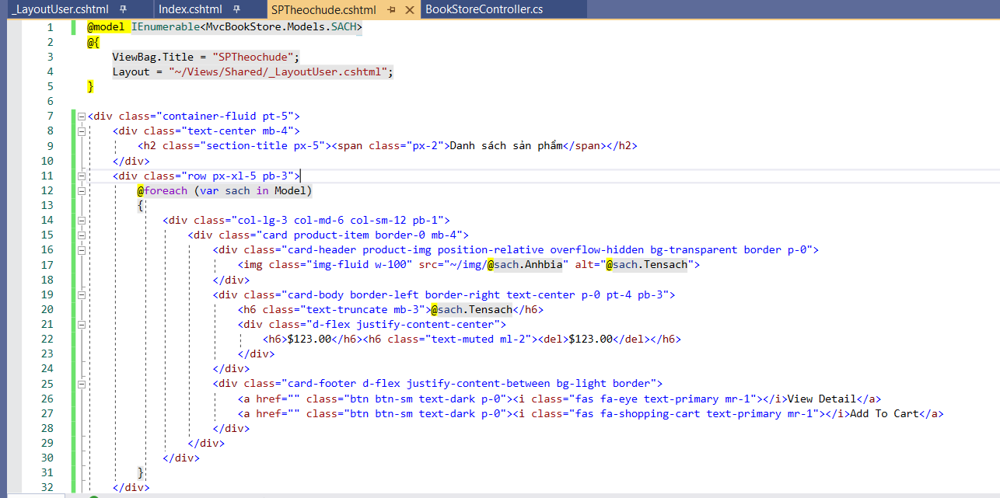 _LayoutUser.cshtml Index.cshtml SPTheochude.cshtml BookStoreController.cs
1 @model IEnumerable<MvcBookStore.Models.SACH>
2 @{
3 ViewBag.Title = "SPTheochude";
4 Layout = "~/Views/Shared/_LayoutUser.cshtml";
5 }
6
7 <div class="container-fluid pt-5">
8 <div class="text-center mb-4">
9 <h2 class="section-title px-5"><span class="px-2">Danh sách sản phẩm</span></h2>
10 </div>
11 <div class="row px-xl-5 pb-3">
12 @foreach (var sach in Model)
13 {
14 <div class="col-lg-3 col-md-6 col-sm-12 pb-1">
15 <div class="card product-item border-0 mb-4">
16 <div class="card-header product-img position-relative overflow-hidden bg-transparent border p-0">
17 <img class="img-fluid w-100" src="~/img/@sach.Anhbia" alt="@sach.Tensach">
18 </div>
19 <div class="card-body border-left border-right text-center p-0 pt-4 pb-3">
20 <h6 class="text-truncate mb-3">@sach.Tensach</h6>
21 <div class="d-flex justify-content-center">
22 <h6>$123.00</h6><h6 class="text-muted ml-2"><del>$123.00</del></h6>
23 </div>
24 </div>
25 <div class="card-footer d-flex justify-content-between bg-light border">
26 <a href="" class="btn btn-sm text-dark p-0"><i class="fas fa-eye text-primary mr-1"></i>View Detail</a>
27 <a href="" class="btn btn-sm text-dark p-0"><i class="fas fa-shopping-cart text-primary mr-1"></i>Add To Cart</a>
28 </div>
29 </div>
30 </div>
31 }
32 </div>